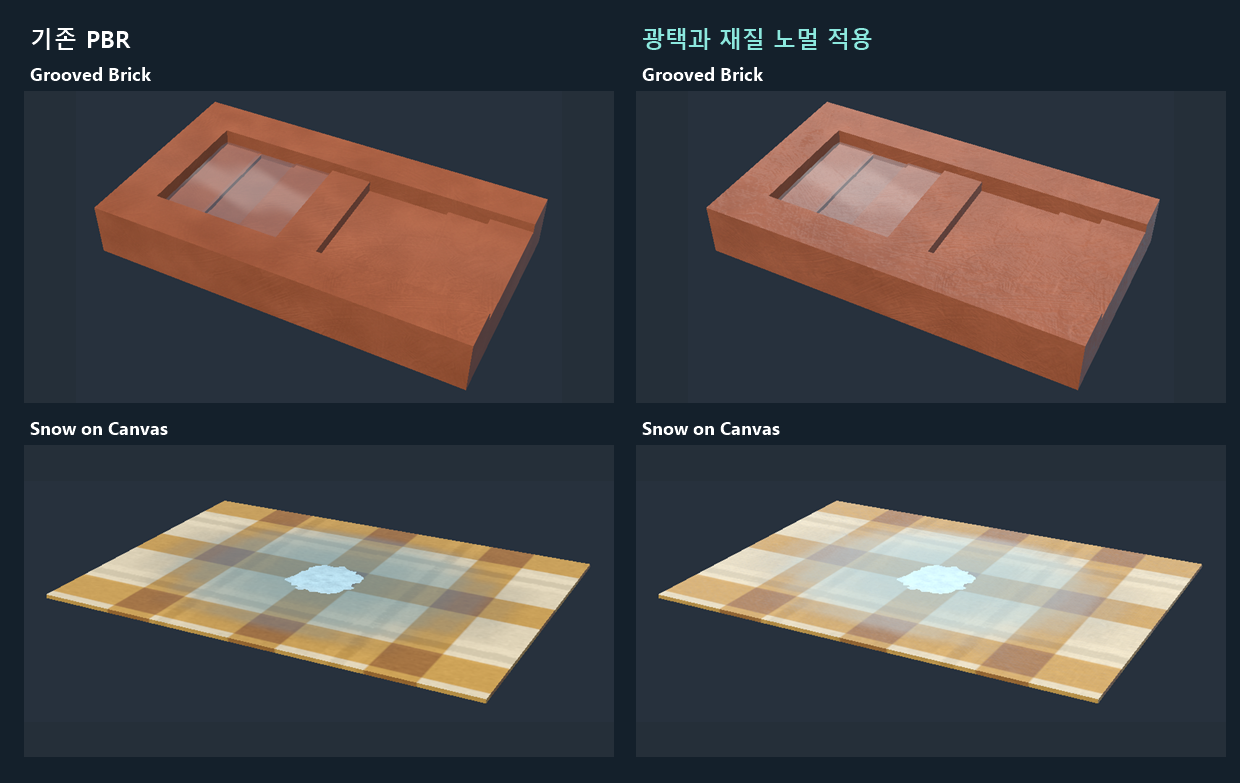 기존 PBR
광택과 재질 노멀 적용
Grooved Brick
Grooved Brick
Snow on Canvas
Snow on Canvas